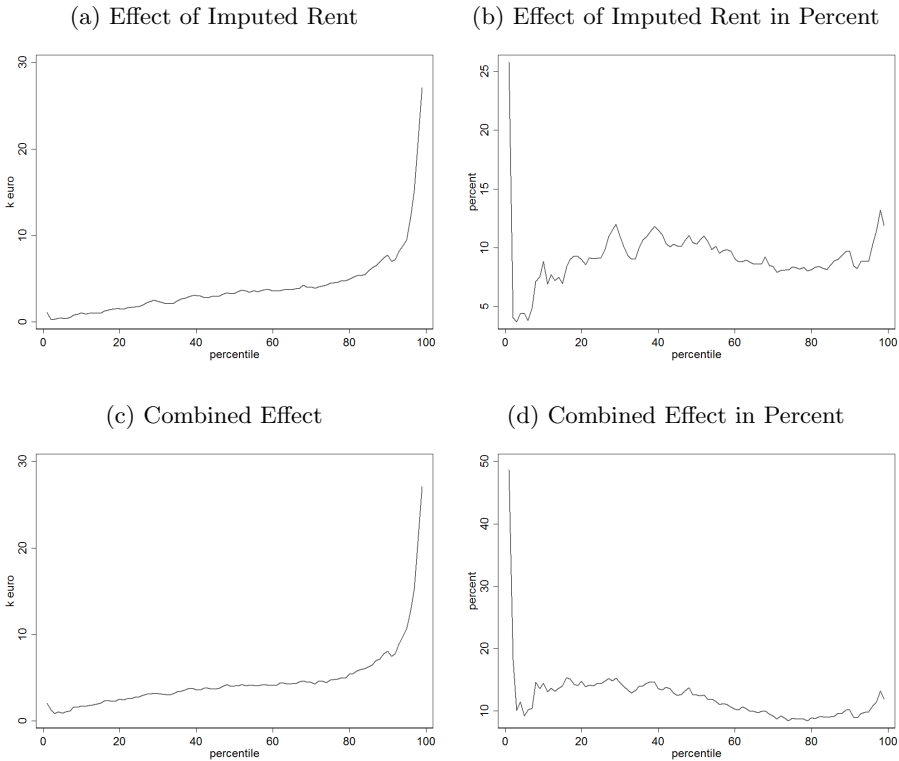 (a) Effect of Imputed Rent
30
20
10
0
k euro
0 20 40 60 80 100
percentile
(b) Effect of Imputed Rent in Percent
25
20
15
10
5
percent
0 20 40 60 80 100
percentile
(c) Combined Effect
30
20
10
0
k euro
0 20 40 60 80 100
percentile
(d) Combined Effect in Percent
50
40
30
20
10
percent
0 20 40 60 80 100
percentile